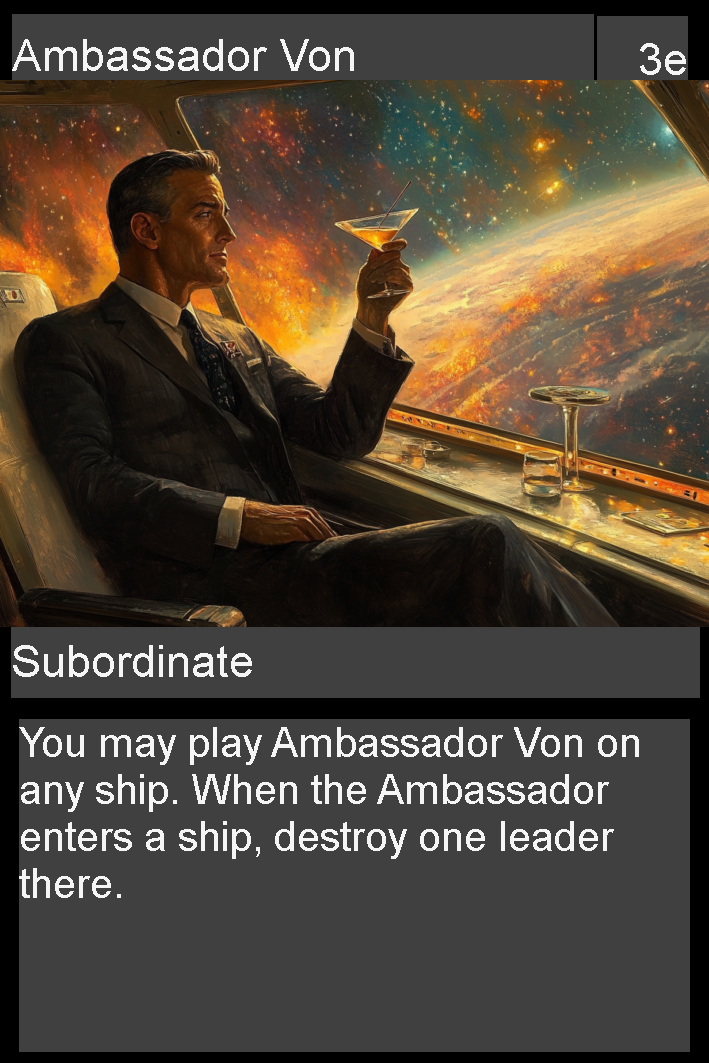 Ambassador Von
3e
Subordinate
You may play Ambassador Von on
any ship. When the Ambassador
enters a ship, destroy one leader
there.